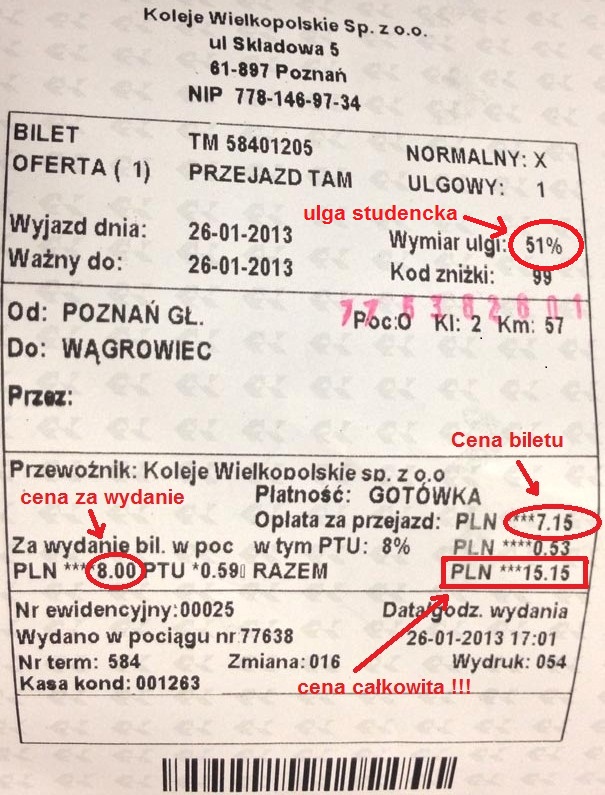 Koleje Wielkopolskie Sp. z o.o.
ul Składowa 5
61-897 Poznań
NIP 778-146-97-34
BILET TM 58401205 NORMALNY: X
OFERTA ( 1) PRZEJAZD TAM ULGOWY: 1
ulga studencka
Wyjazd dnia: 26-01-2013 Wymiar ulgi: 51%
Ważny do: 26-01-2013 Kod zniżki: 99
775382801
Od: POZNAŃ GŁ. Poc:O Kl: 2 Km: 57
Do: WĄGROWIEC
Przez:
Cena biletu
Przewoźnik: Koleje Wielkopolskie sp. z o.o
cena za wydanie Płatność: GOTÓWKA
Opłata za przejazd: PLN ***7.15
Za wydanie bil. w poc w tym PTU: 8% PLN ****0.53
PLN ****8.00 PTU *0.59 RAZEM PLN ***15.15
Nr ewidencyjny:00025 Data/godz. wydania
Wydano w pociągu nr:77638 26-01-2013 17:01
Nr term: 584 Zmiana:016 Wydruk: 054
Kasa kond: 001263 cena całkowita !!!